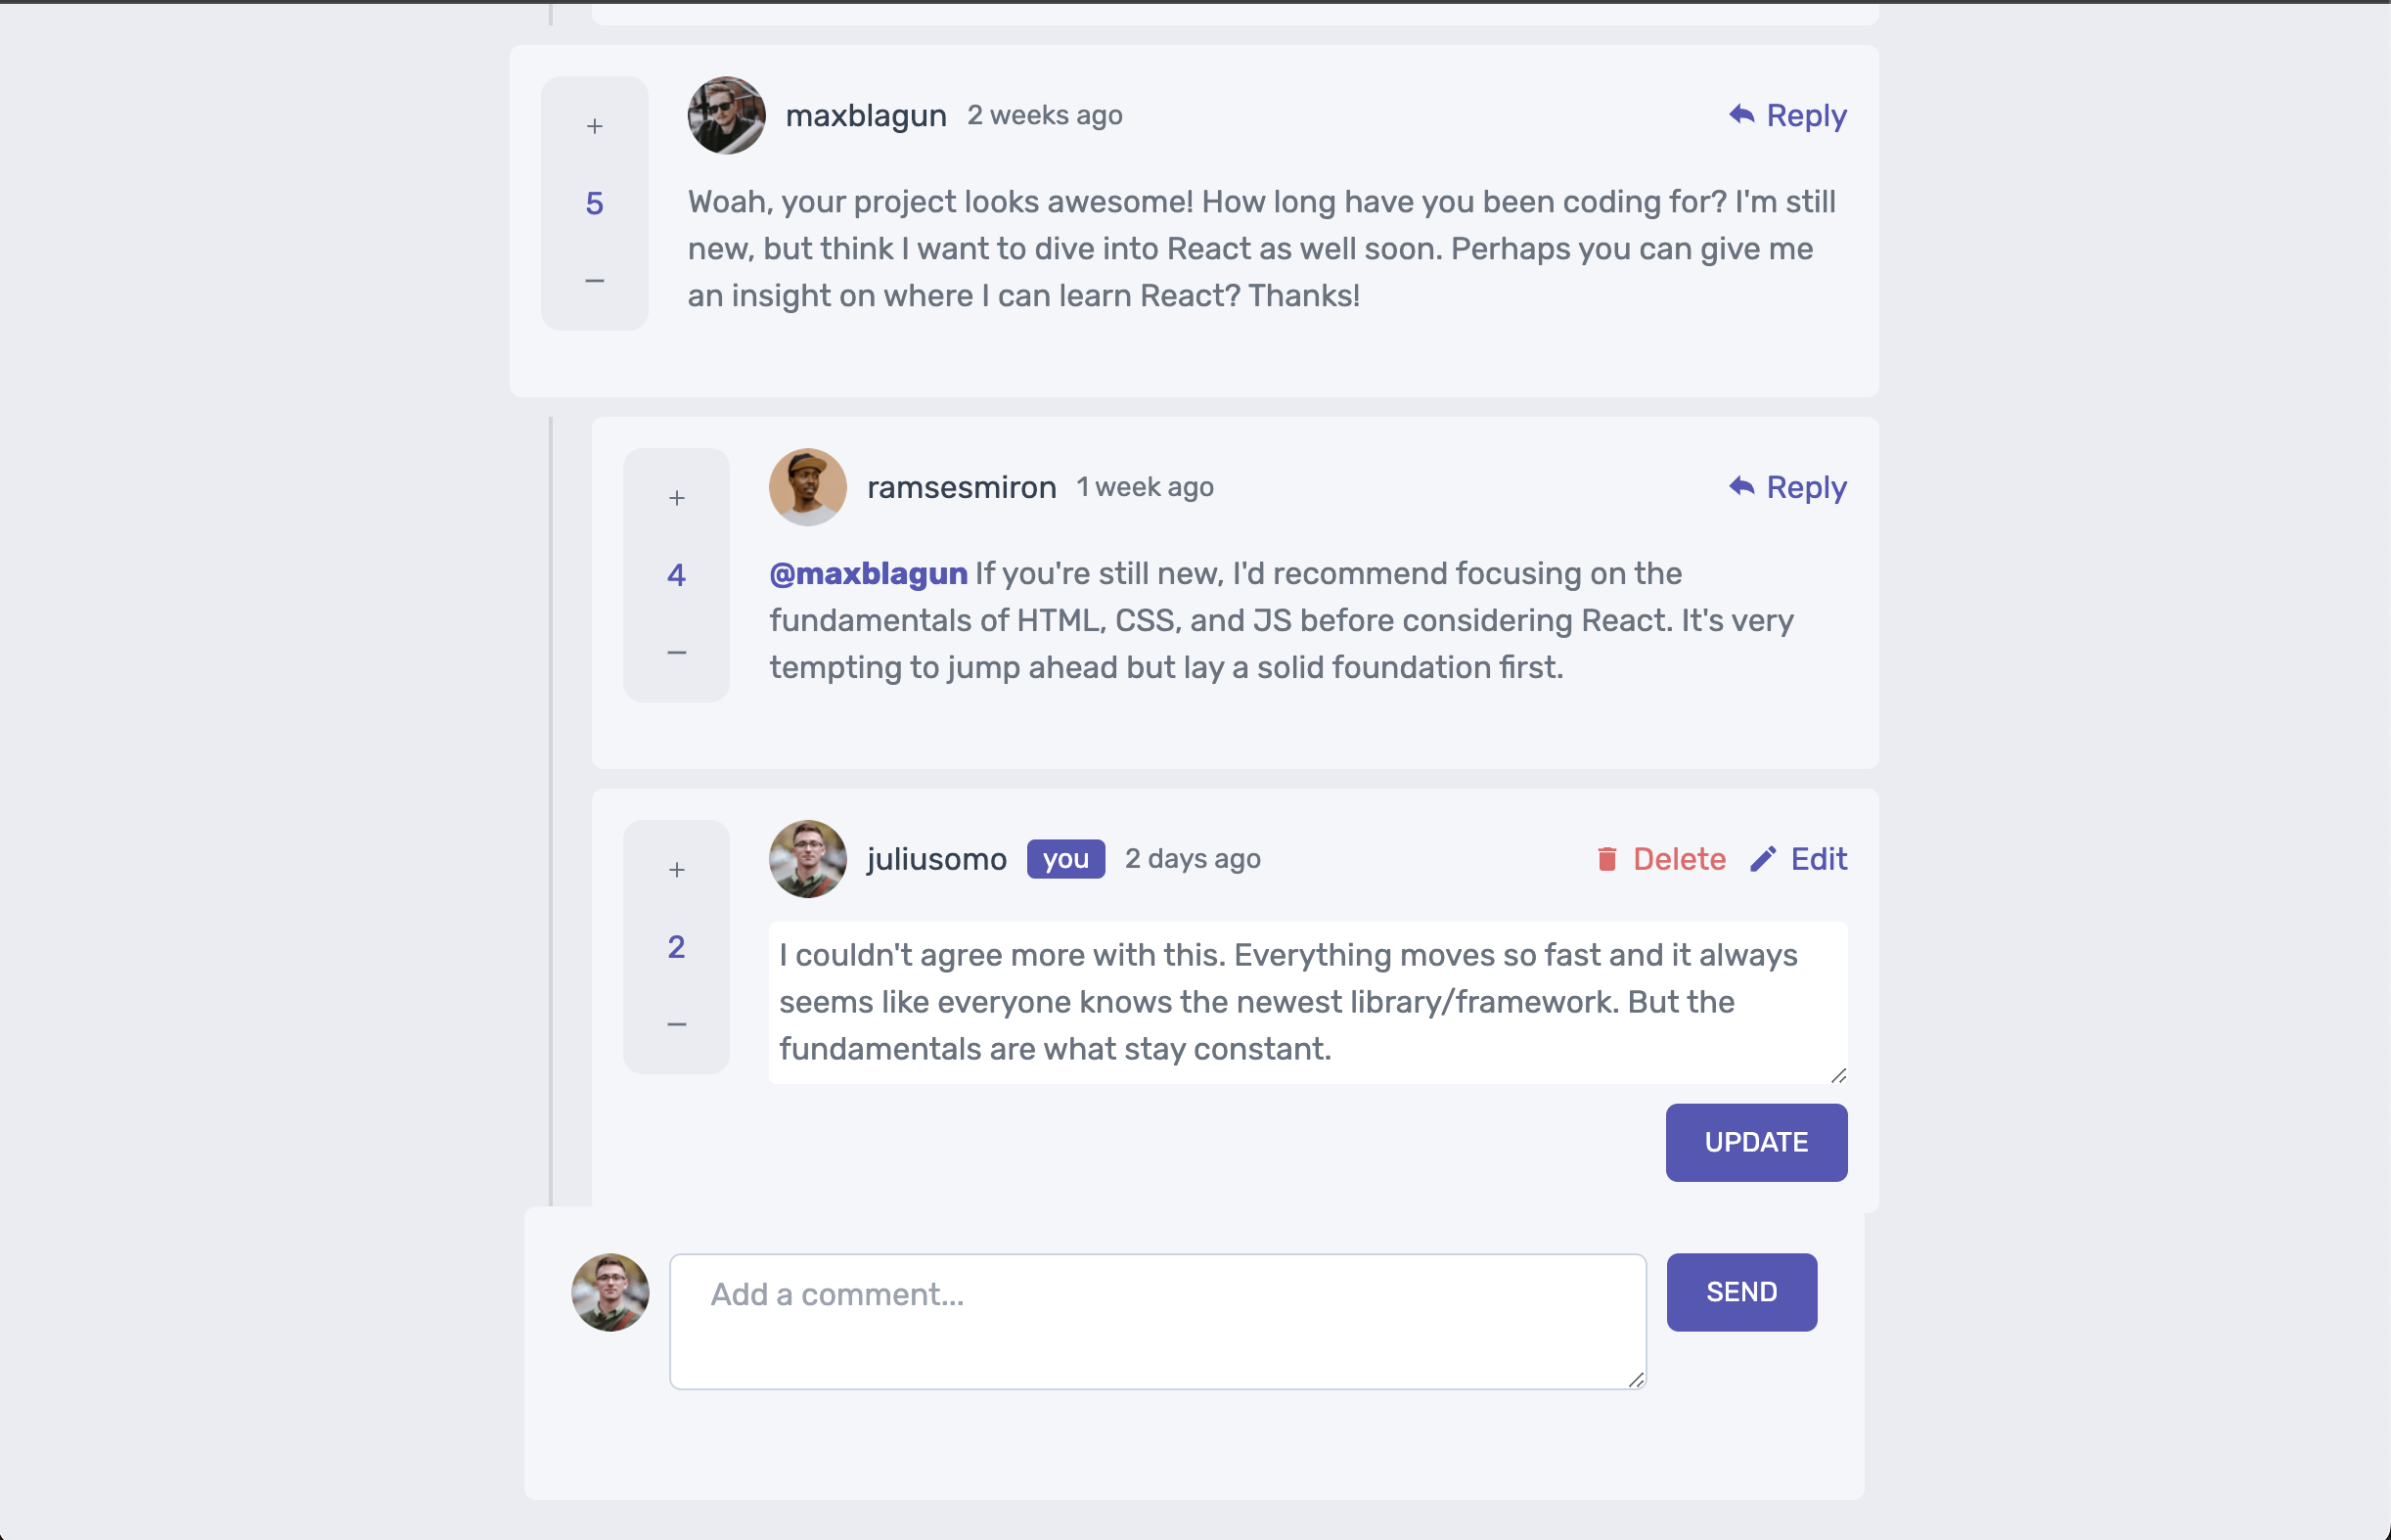 +
5
−
maxblagun 2 weeks ago
Reply
Woah, your project looks awesome! How long have you been coding for? I'm still
new, but think I want to dive into React as well soon. Perhaps you can give me
an insight on where I can learn React? Thanks!
+
4
−
ramsesmiron 1 week ago
Reply
@maxblagun If you're still new, I'd recommend focusing on the
fundamentals of HTML, CSS, and JS before considering React. It's very
tempting to jump ahead but lay a solid foundation first.
+
2
−
juliusomo you 2 days ago
Delete Edit
I couldn't agree more with this. Everything moves so fast and it always
seems like everyone knows the newest library/framework. But the
fundamentals are what stay constant.
UPDATE
Add a comment...
SEND